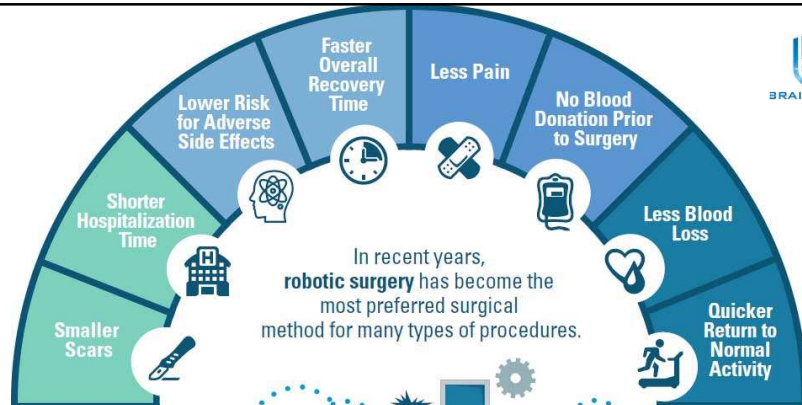 Smaller
Scars
Shorter
Hospitalization
Time
Lower Risk
for Adverse
Side Effects
Faster
Overall
Recovery
Time
Less Pain
No Blood
Donation Prior
to Surgery
Less Blood
Loss
Quicker
Return to
Normal
Activity
H
In recent years,
robotic surgery has become the
most preferred surgical
method for many types of procedures.